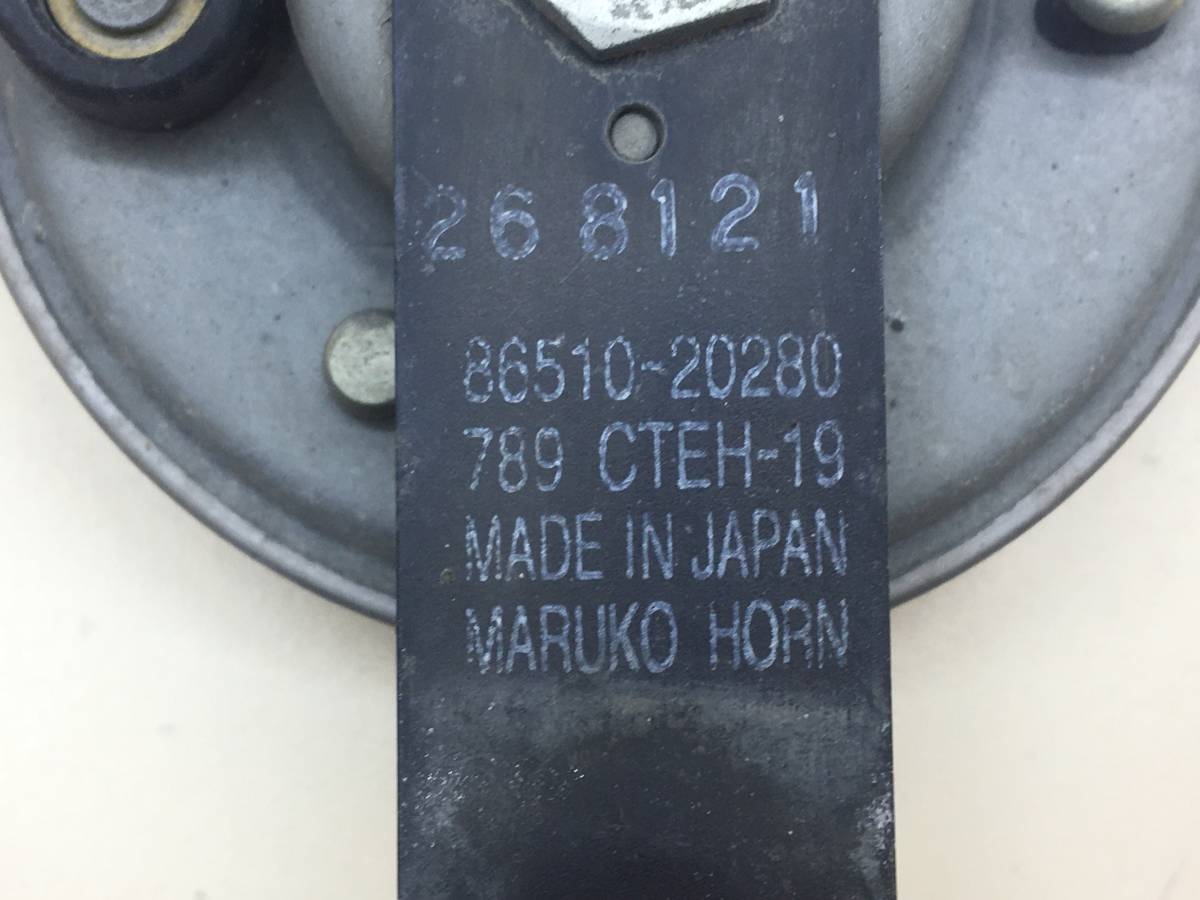 268121
86510-20280
789 CTEH-19
MADE IN JAPAN
MARUKO HORN